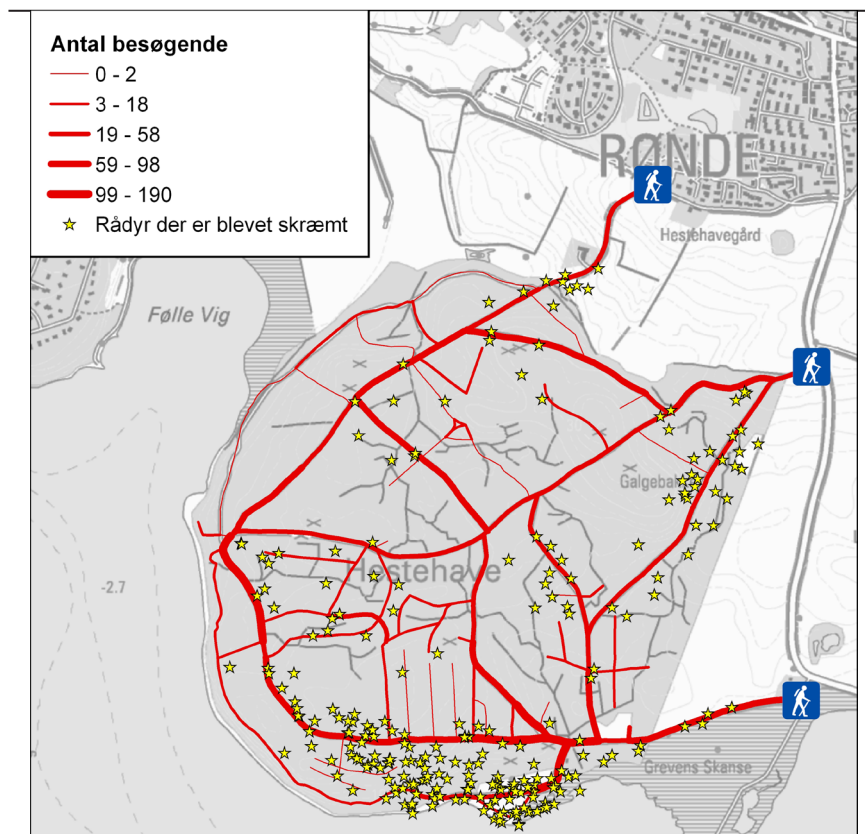 Antal besøgende
0 - 2
3 - 18
19 - 58
59 - 98
99 - 190
Rådyr der er blevet skræmt
RØNDE
Hestehavegård
Følle Vig
Galgebak
-2.7
Hestehave
Grevens Skanse